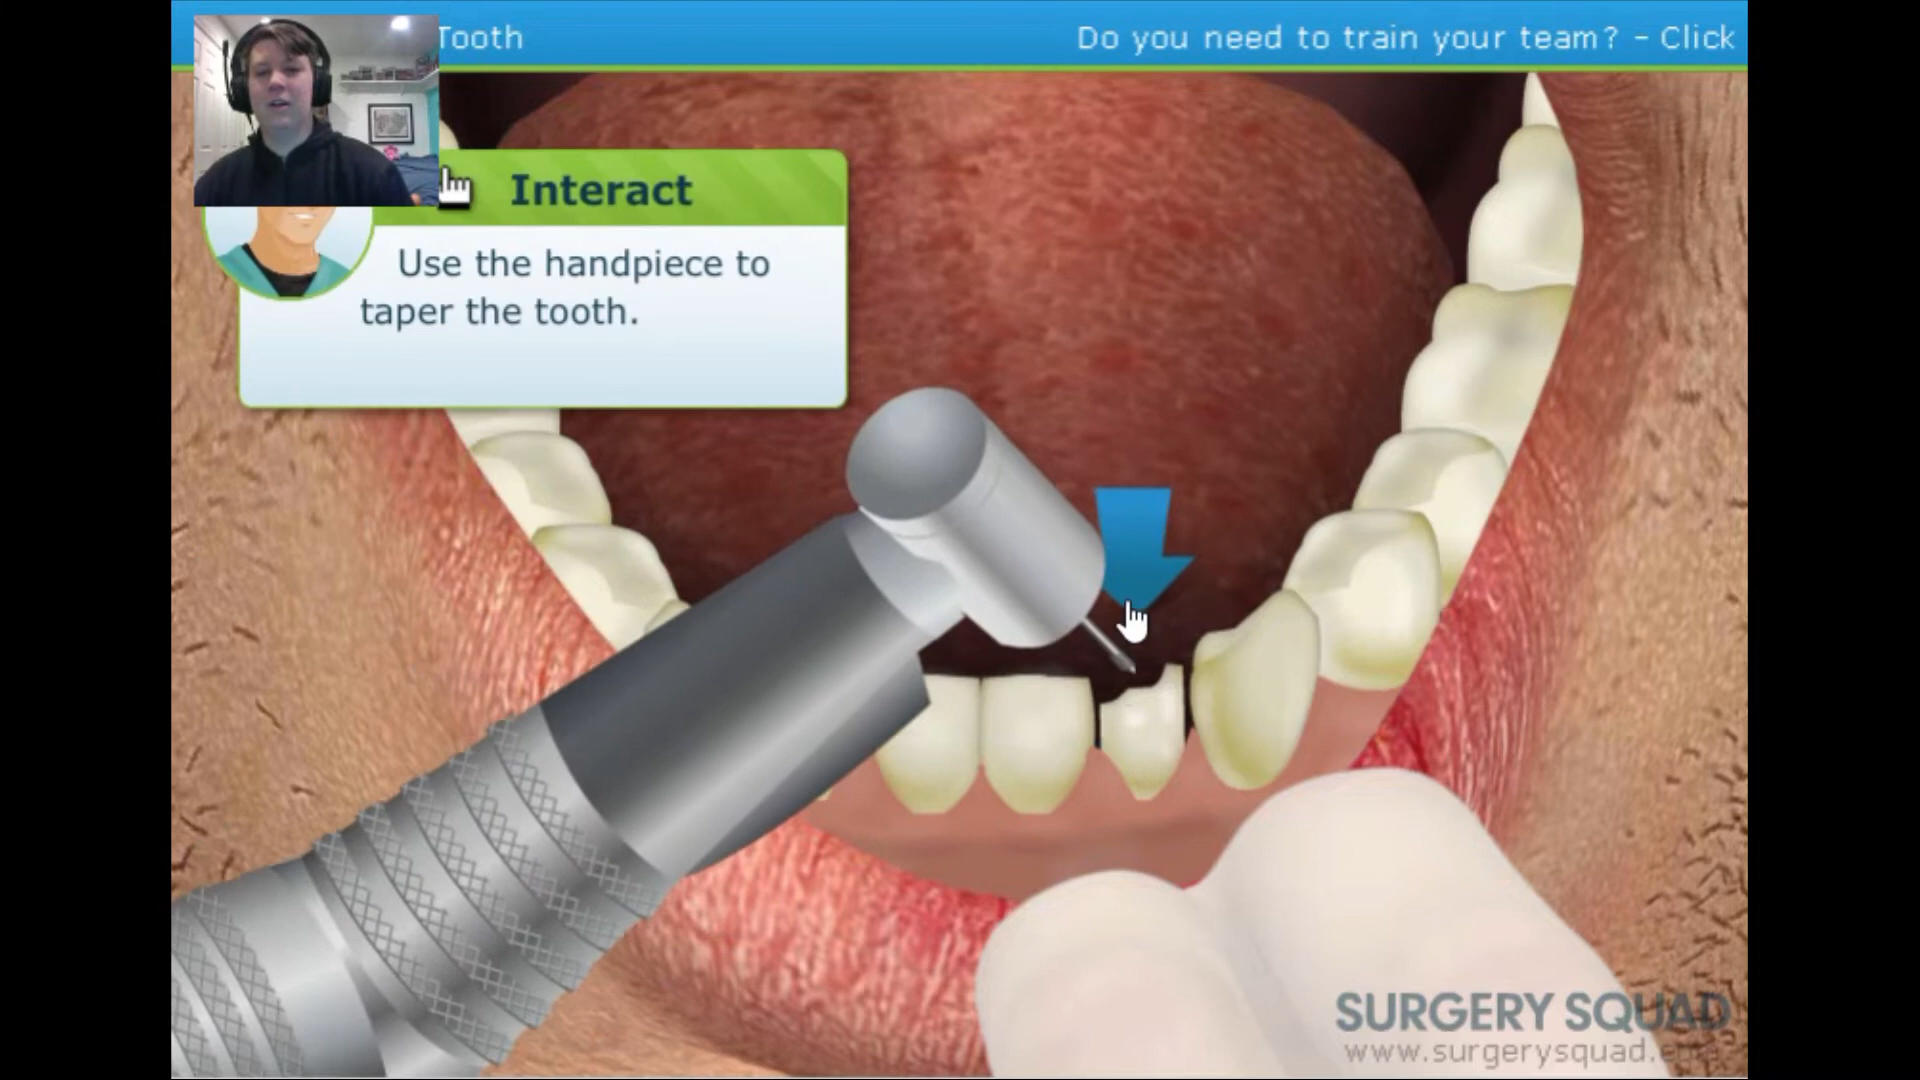 Tooth
Do you need to train your team? - Click
Interact
Use the handpiece to
taper the tooth.
SURGERY SQUAD
www.surgerysquad.com